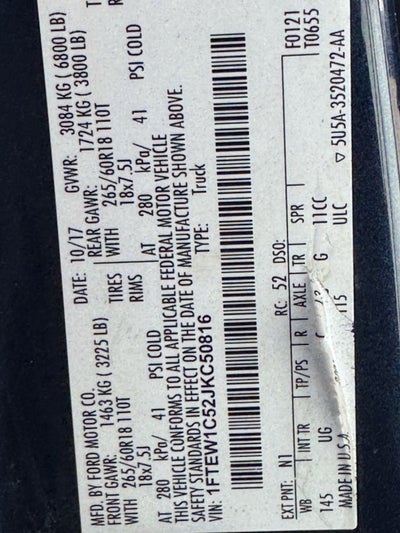 MFD. BY FORD MOTOR CO.
DATE: 10/17 GVWR: 3084 KG ( 6800 LB)
FRONT GAWR: 1463 KG ( 3225 LB) REAR GAWR: 1724 KG ( 3800 LB)
WITH TIRES WITH
265/60R18 110T 265/60R18 110T
18x7.5J RIMS 18x7.5J
AT 280 kPa/ 41 PSI COLD AT 280 kPa/ 41 PSI COLD
THIS VEHICLE CONFORMS TO ALL APPLICABLE FEDERAL MOTOR VEHICLE
SAFETY STANDARDS IN EFFECT ON THE DATE OF MANUFACTURE SHOWN ABOVE.
VIN: 1FTEW1C52JKC50816 TYPE: Truck
F0121
T0655
EXT PNT: N1 RC: 52 DSO:
WB INT TR TP/PS R AXLE TR SPR
145 UG G 11CC
MADE IN U.S.A. 15 ULC
▽ 5U5A-3520472-AA